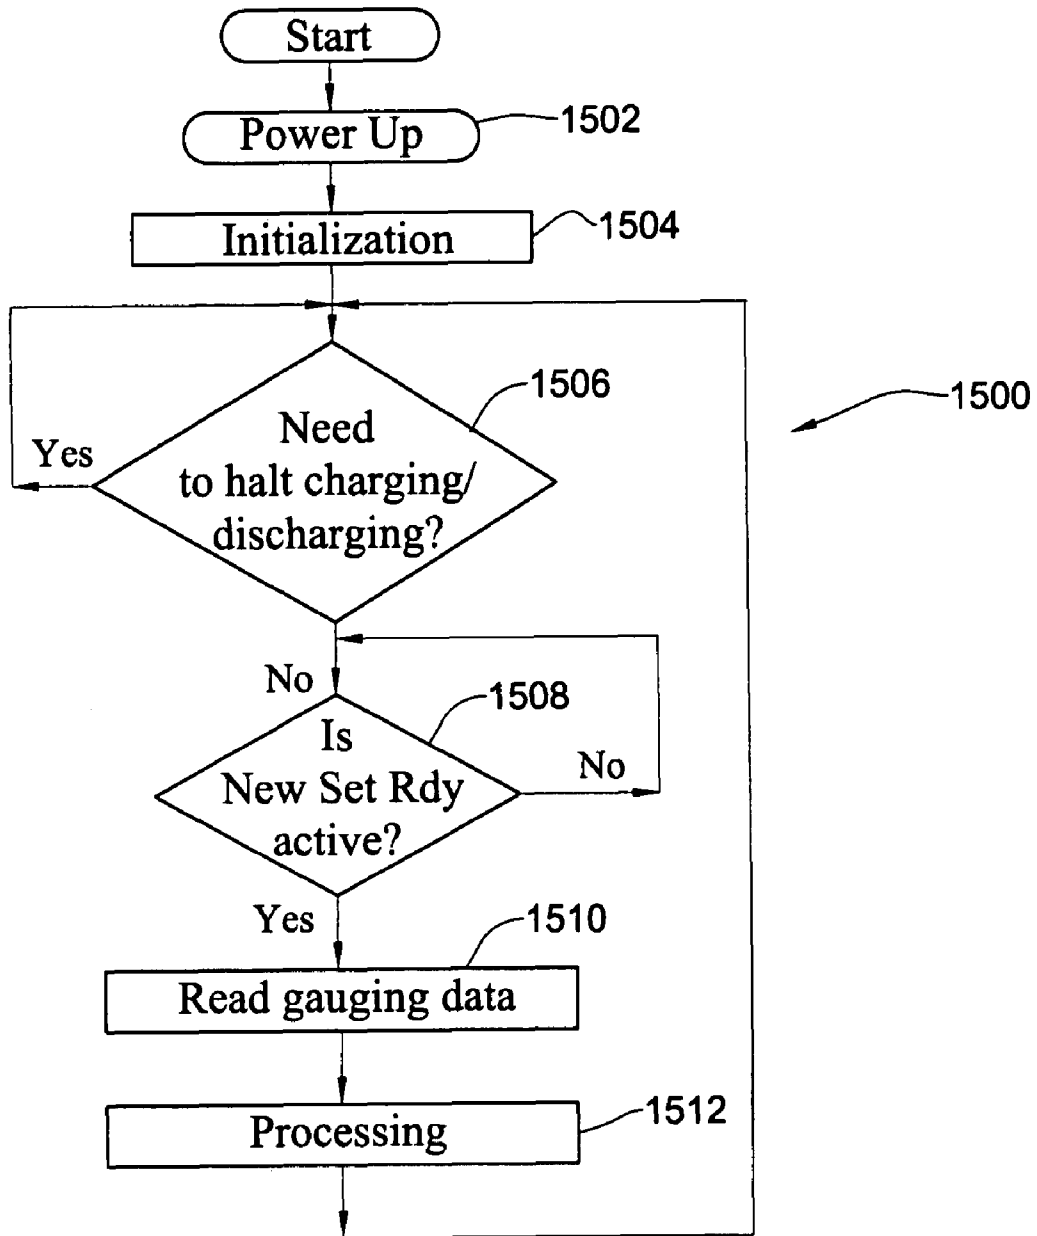 Start
Power Up
1502
Initialization
1504
1506
1500
Need
to halt charging/
discharging?
Yes
No
1508
Is
New Set Rdy
active?
No
Yes
1510
Read gauging data
1512
Processing